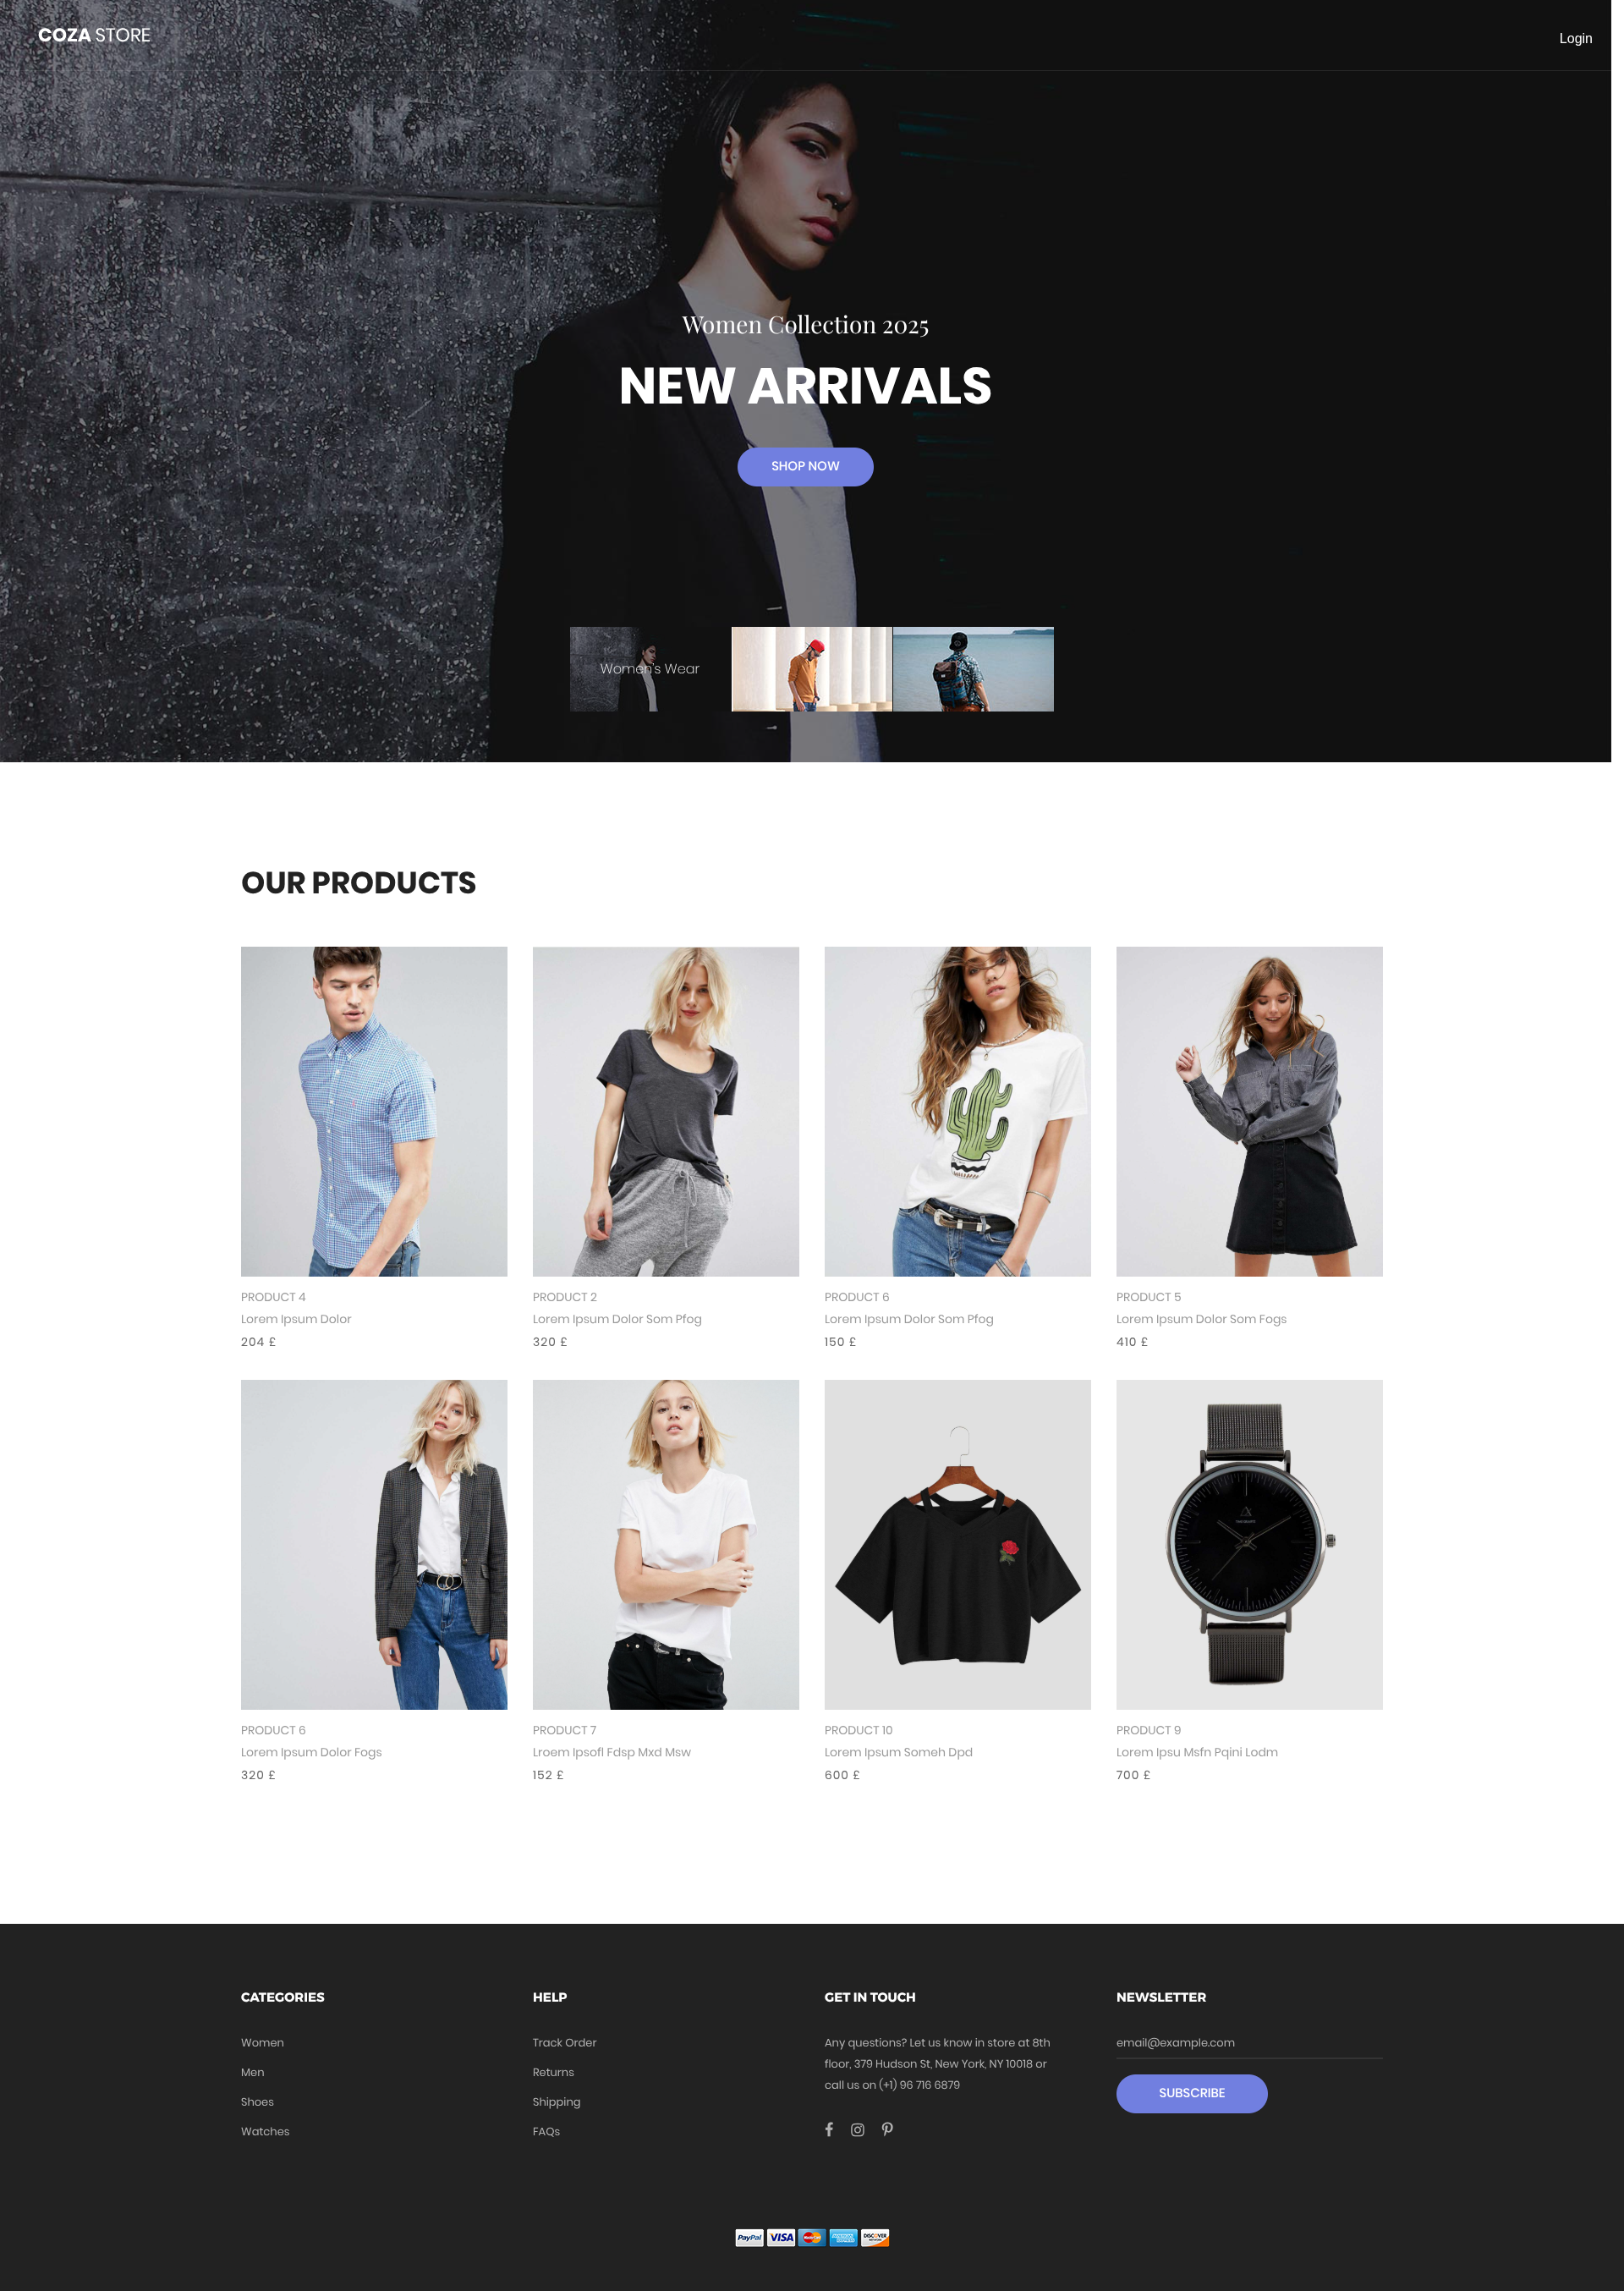 COZA STORE
Login
Women Collection 2025
NEW ARRIVALS
SHOP NOW
Women's Wear
OUR PRODUCTS
PRODUCT 4
Lorem Ipsum Dolor
204 £
PRODUCT 2
Lorem Ipsum Dolor Som Pfog
320 £
PRODUCT 6
Lorem Ipsum Dolor Som Pfog
150 £
PRODUCT 5
Lorem Ipsum Dolor Som Fogs
410 £
PRODUCT 6
Lorem Ipsum Dolor Fogs
320 £
PRODUCT 7
Lroem Ipsofl Fdsp Mxd Msw
152 £
PRODUCT 10
Lorem Ipsum Someh Dpd
600 £
PRODUCT 9
Lorem Ipsu Msfn Pqini Lodm
700 £
CATEGORIES
Women
Men
Shoes
Watches
HELP
Track Order
Returns
Shipping
FAQs
GET IN TOUCH
Any questions? Let us know in store at 8th
floor, 379 Hudson St, New York, NY 10018 or
call us on (+1) 96 716 6879
NEWSLETTER
email@example.com
SUBSCRIBE
PayPal
VISA
MasterCard
AMERICAN EXPRESS
DISCOVER